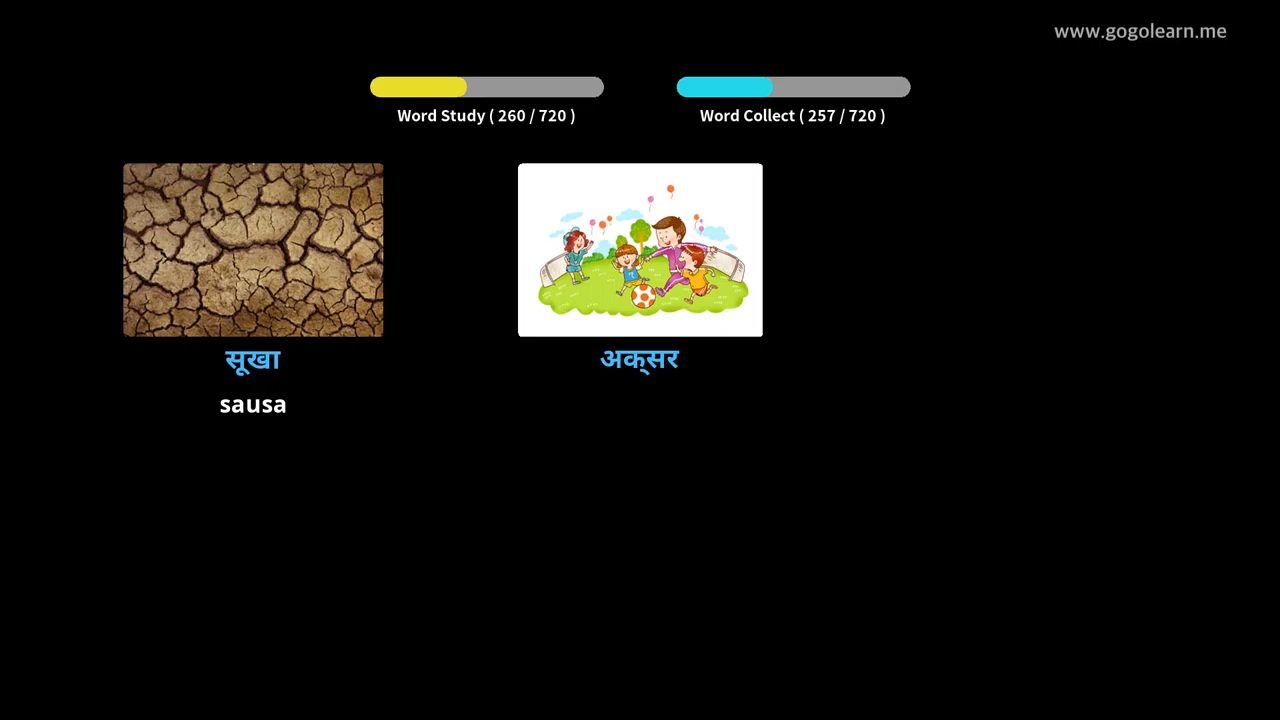 www.gogolearn.me
Word Study ( 260 / 720 )
Word Collect ( 257 / 720 )
सूखा
अक्‌सर
sausa